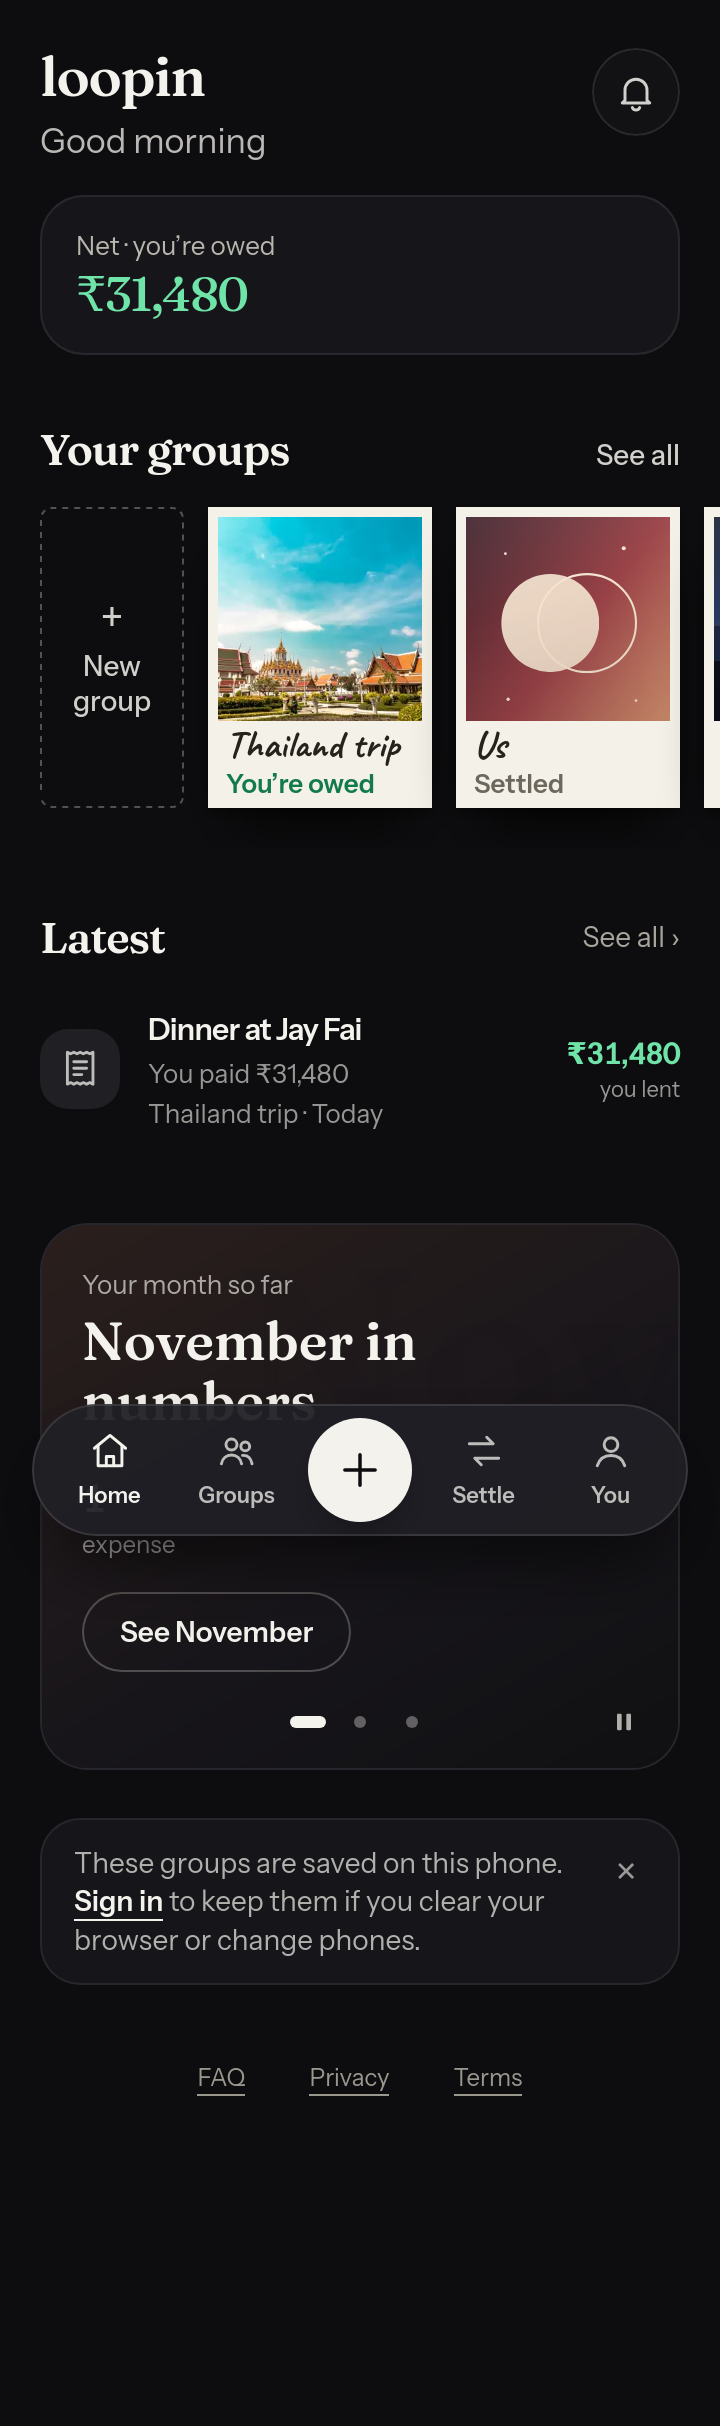 loopin
Good morning
Net · you’re owed
₹31,480
Your groups
See all
+
New
group
Thailand trip
You’re owed
Us
Settled
Latest
See all ›
Dinner at Jay Fai
You paid ₹31,480
Thailand trip · Today
₹31,480
you lent
Your month so far
November in
numbers
Home
Groups
Settle
You
expense
See November
These groups are saved on this phone.
Sign in to keep them if you clear your
browser or change phones.
FAQ
Privacy
Terms